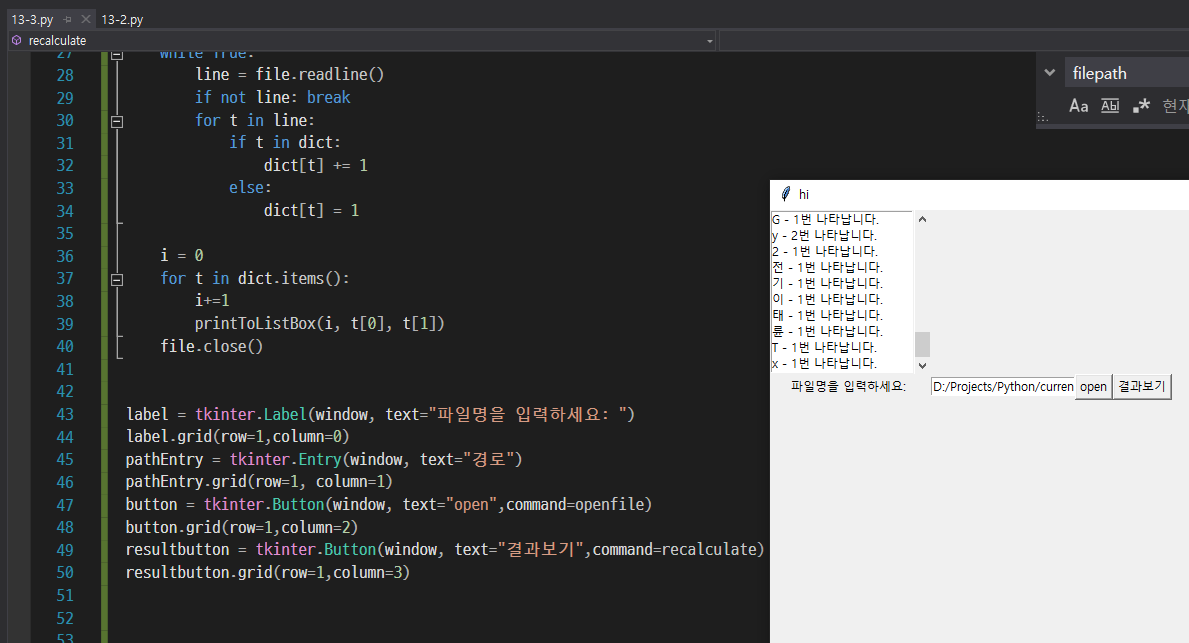 13-3.py
13-2.py
recalculate
27 while True:
28 line = file.readline()
29 if not line: break
30 for t in line:
31 if t in dict:
32 dict[t] += 1
33 else:
34 dict[t] = 1
35
36 i = 0
37 for t in dict.items():
38 i+=1
39 printToListBox(i, t[0], t[1])
40 file.close()
41
42
43 label = tkinter.Label(window, text="파일명을 입력하세요: ")
44 label.grid(row=1,column=0)
45 pathEntry = tkinter.Entry(window, text="경로")
46 pathEntry.grid(row=1, column=1)
47 button = tkinter.Button(window, text="open",command=openfile)
48 button.grid(row=1,column=2)
49 resultbutton = tkinter.Button(window, text="결과보기",command=recalculate)
50 resultbutton.grid(row=1,column=3)
51
52
53
filepath
Aa Abl .* 현재
hi
G - 1번 나타납니다.
y - 2번 나타납니다.
2 - 1번 나타납니다.
전 - 1번 나타납니다.
기 - 1번 나타납니다.
이 - 1번 나타납니다.
태 - 1번 나타납니다.
륜 - 1번 나타납니다.
T - 1번 나타납니다.
x - 1번 나타납니다.
파일명을 입력하세요: D:/Projects/Python/curren open 결과보기